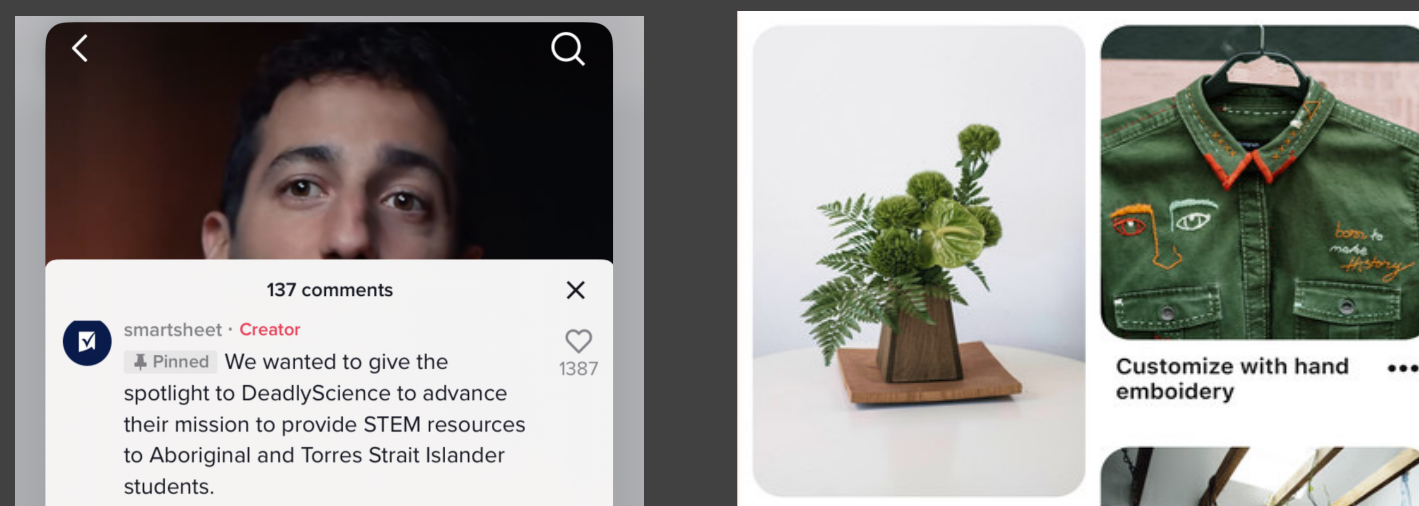 137 comments
smartsheet · Creator
Pinned We wanted to give the
spotlight to DeadlyScience to advance
their mission to provide STEM resources
to Aboriginal and Torres Strait Islander
students.
1387
born to
make
History
Customize with hand
emboidery